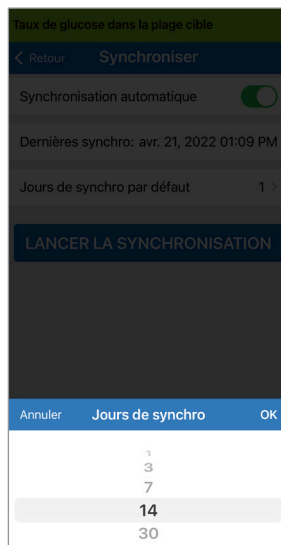 Taux de glucose dans la plage cible
Retour Synchroniser
Synchronisation automatique
Dernières synchro: avr. 21, 2022 01:09 PM
Jours de synchro par défaut 1
LANCER LA SYNCHRONISATION
Annuler Jours de synchro OK
1
3
7
14
30